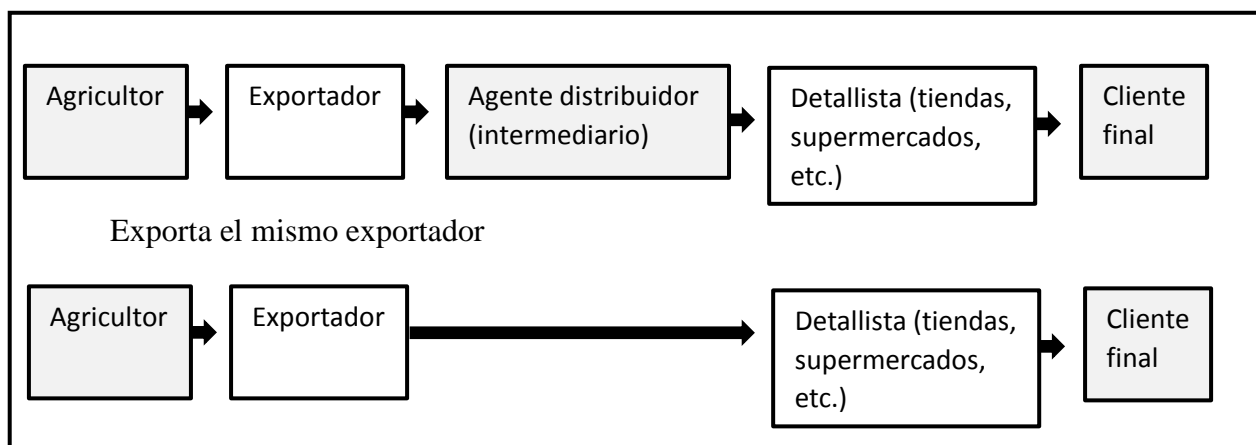 Agricultor
Exportador
Agente distribuidor
(intermediario)
Detallista (tiendas,
supermercados,
etc.)
Cliente
final
Exporta el mismo exportador
Agricultor
Exportador
Detallista (tiendas,
supermercados,
etc.)
Cliente
final